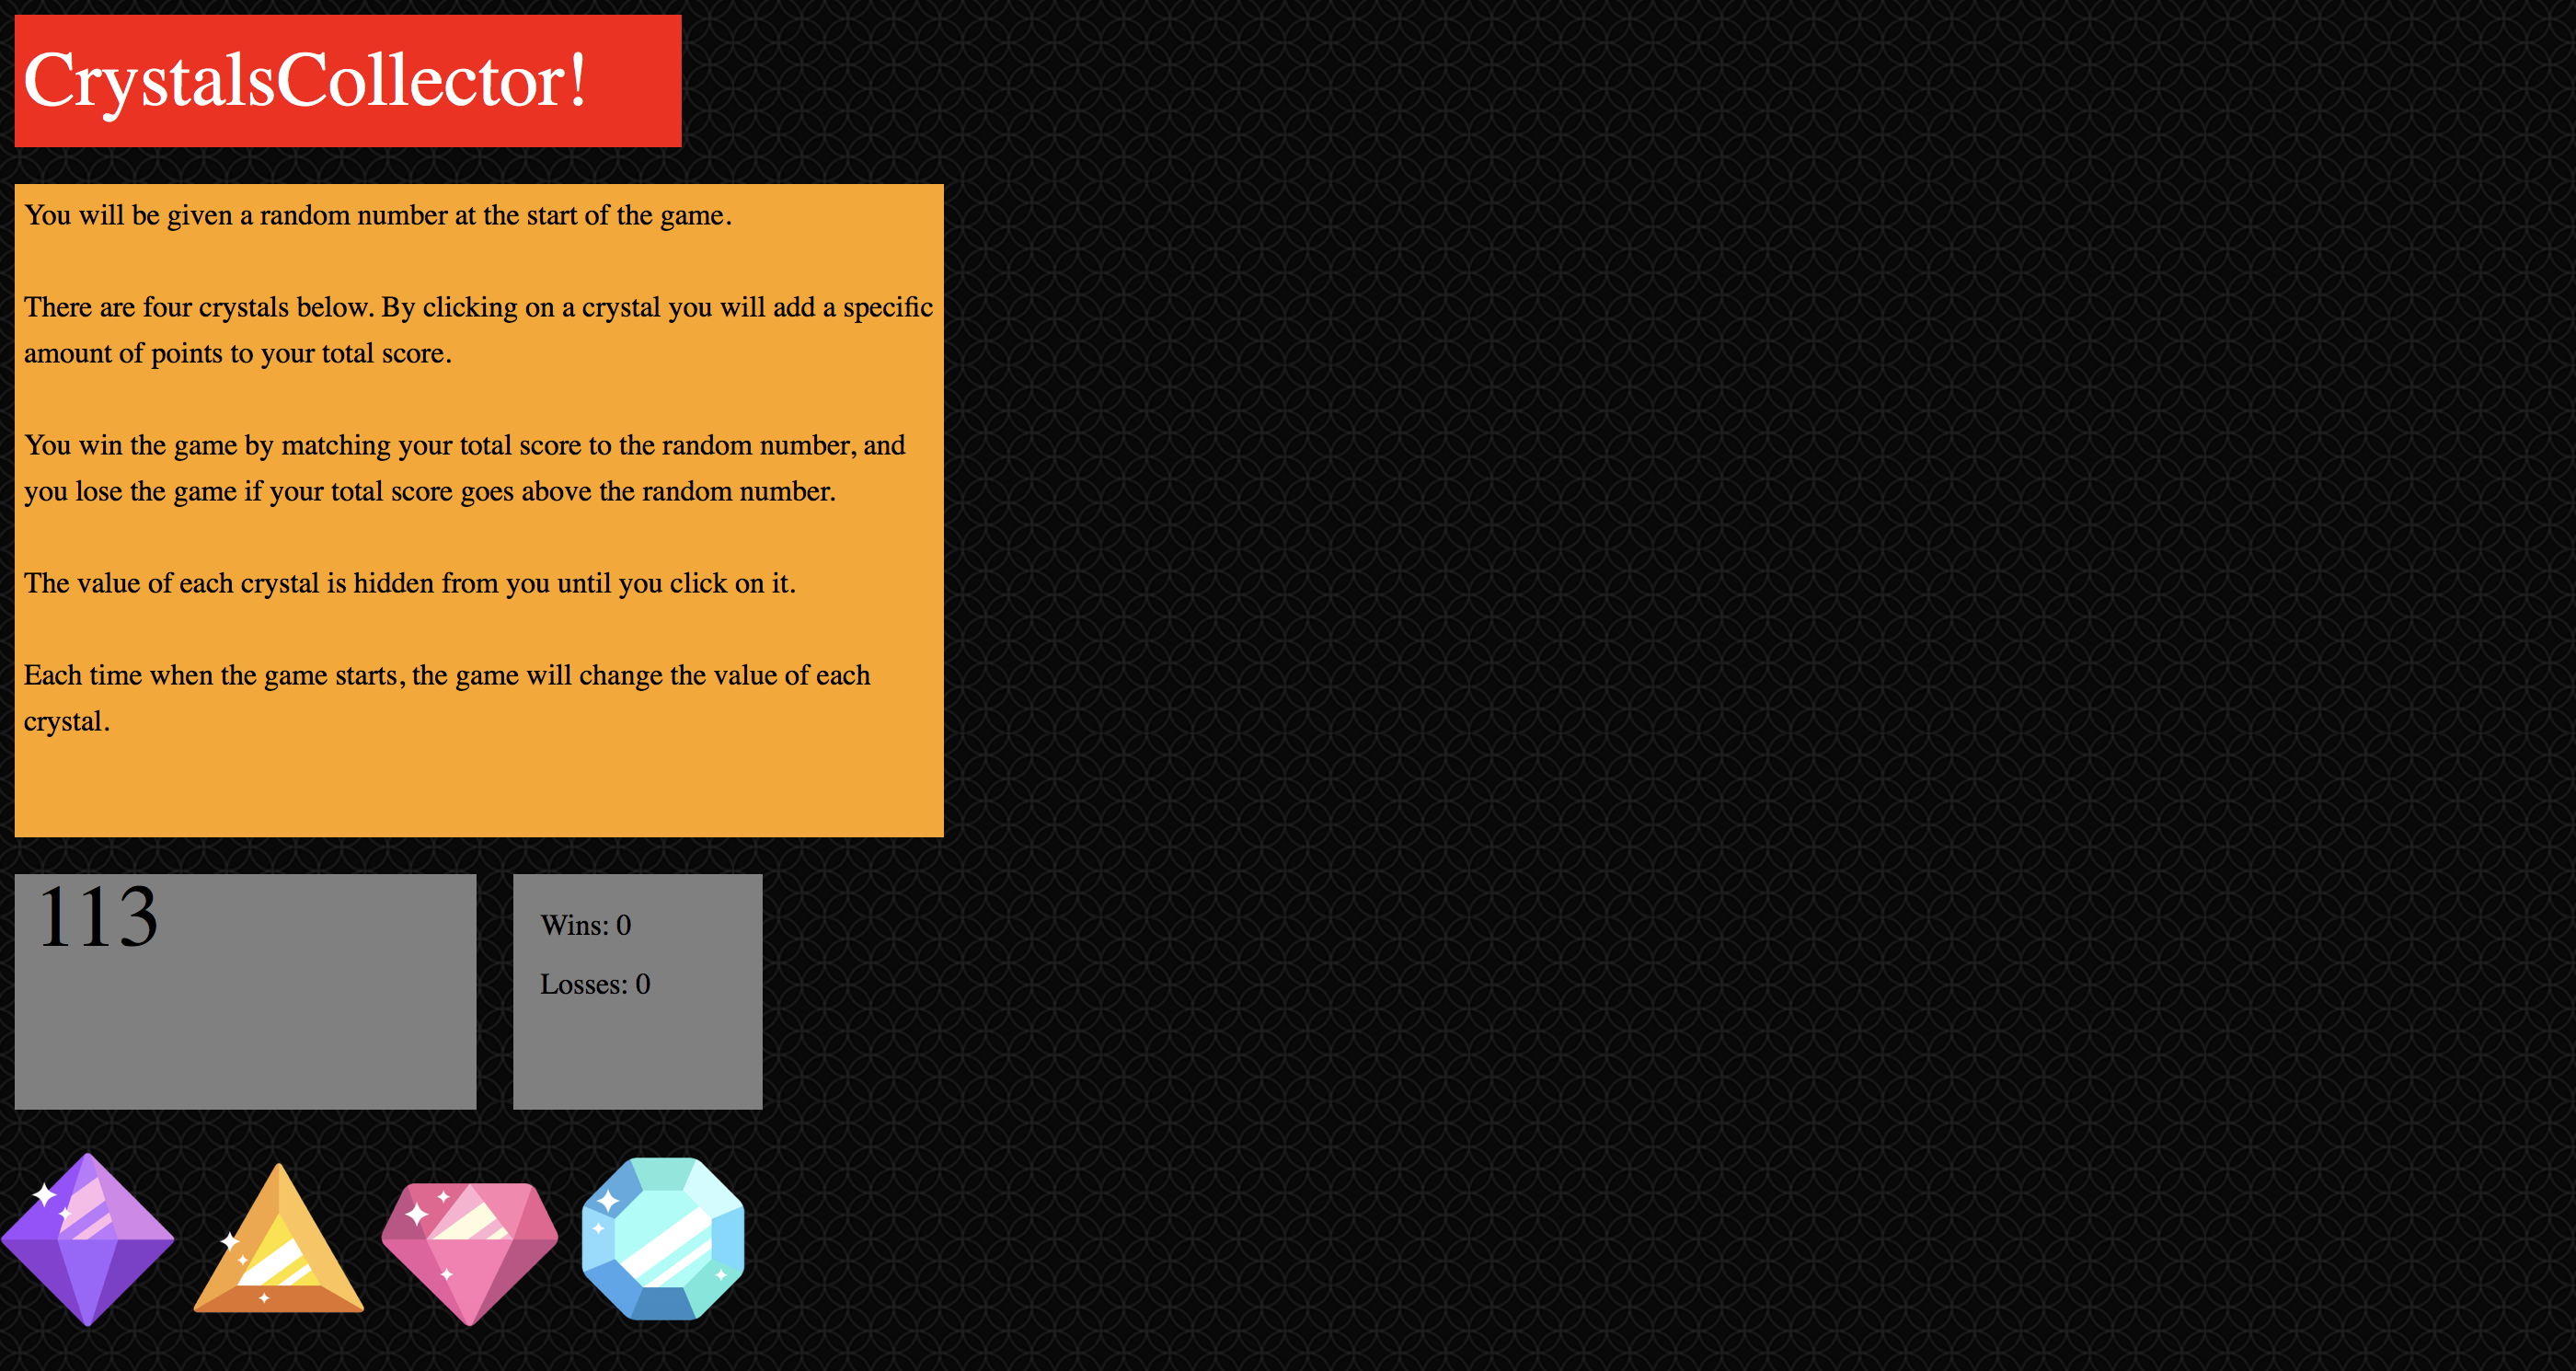 CrystalsCollector!
You will be given a random number at the start of the game.
There are four crystals below. By clicking on a crystal you will add a specific
amount of points to your total score.
You win the game by matching your total score to the random number, and
you lose the game if your total score goes above the random number.
The value of each crystal is hidden from you until you click on it.
Each time when the game starts, the game will change the value of each
crystal.
113
Wins: 0
Losses: 0